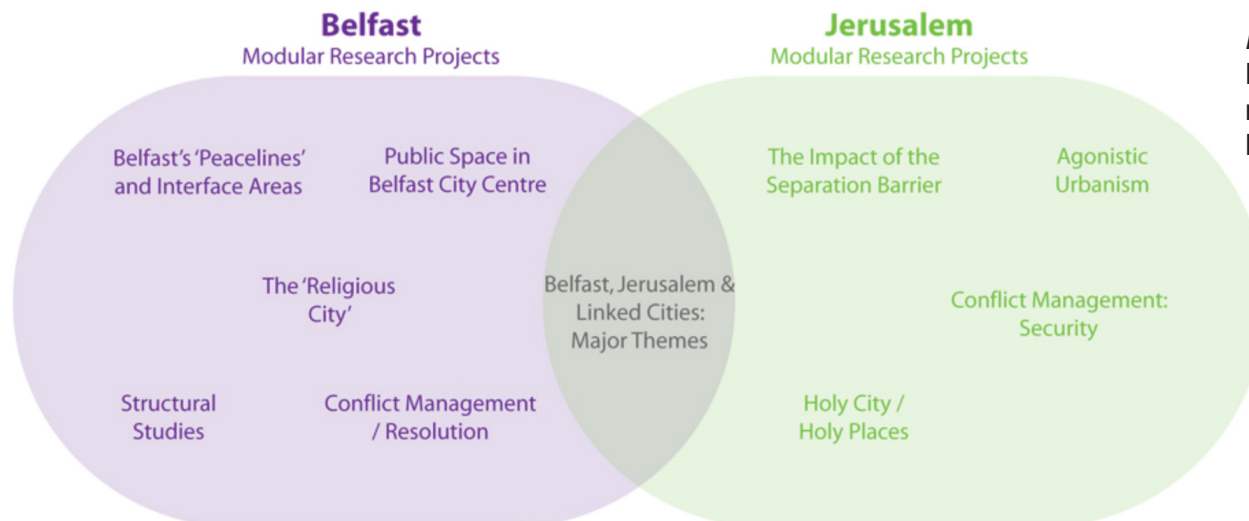 Belfast
Modular Research Projects
Jerusalem
Modular Research Projects
Belfast's 'Peacelines'
and Interface Areas
Public Space in
Belfast City Centre
The 'Religious
City'
Structural
Studies
Conflict Management
/ Resolution
Belfast, Jerusalem &
Linked Cities:
Major Themes
The Impact of the
Separation Barrier
Agonistic
Urbanism
Conflict Management:
Security
Holy City /
Holy Places